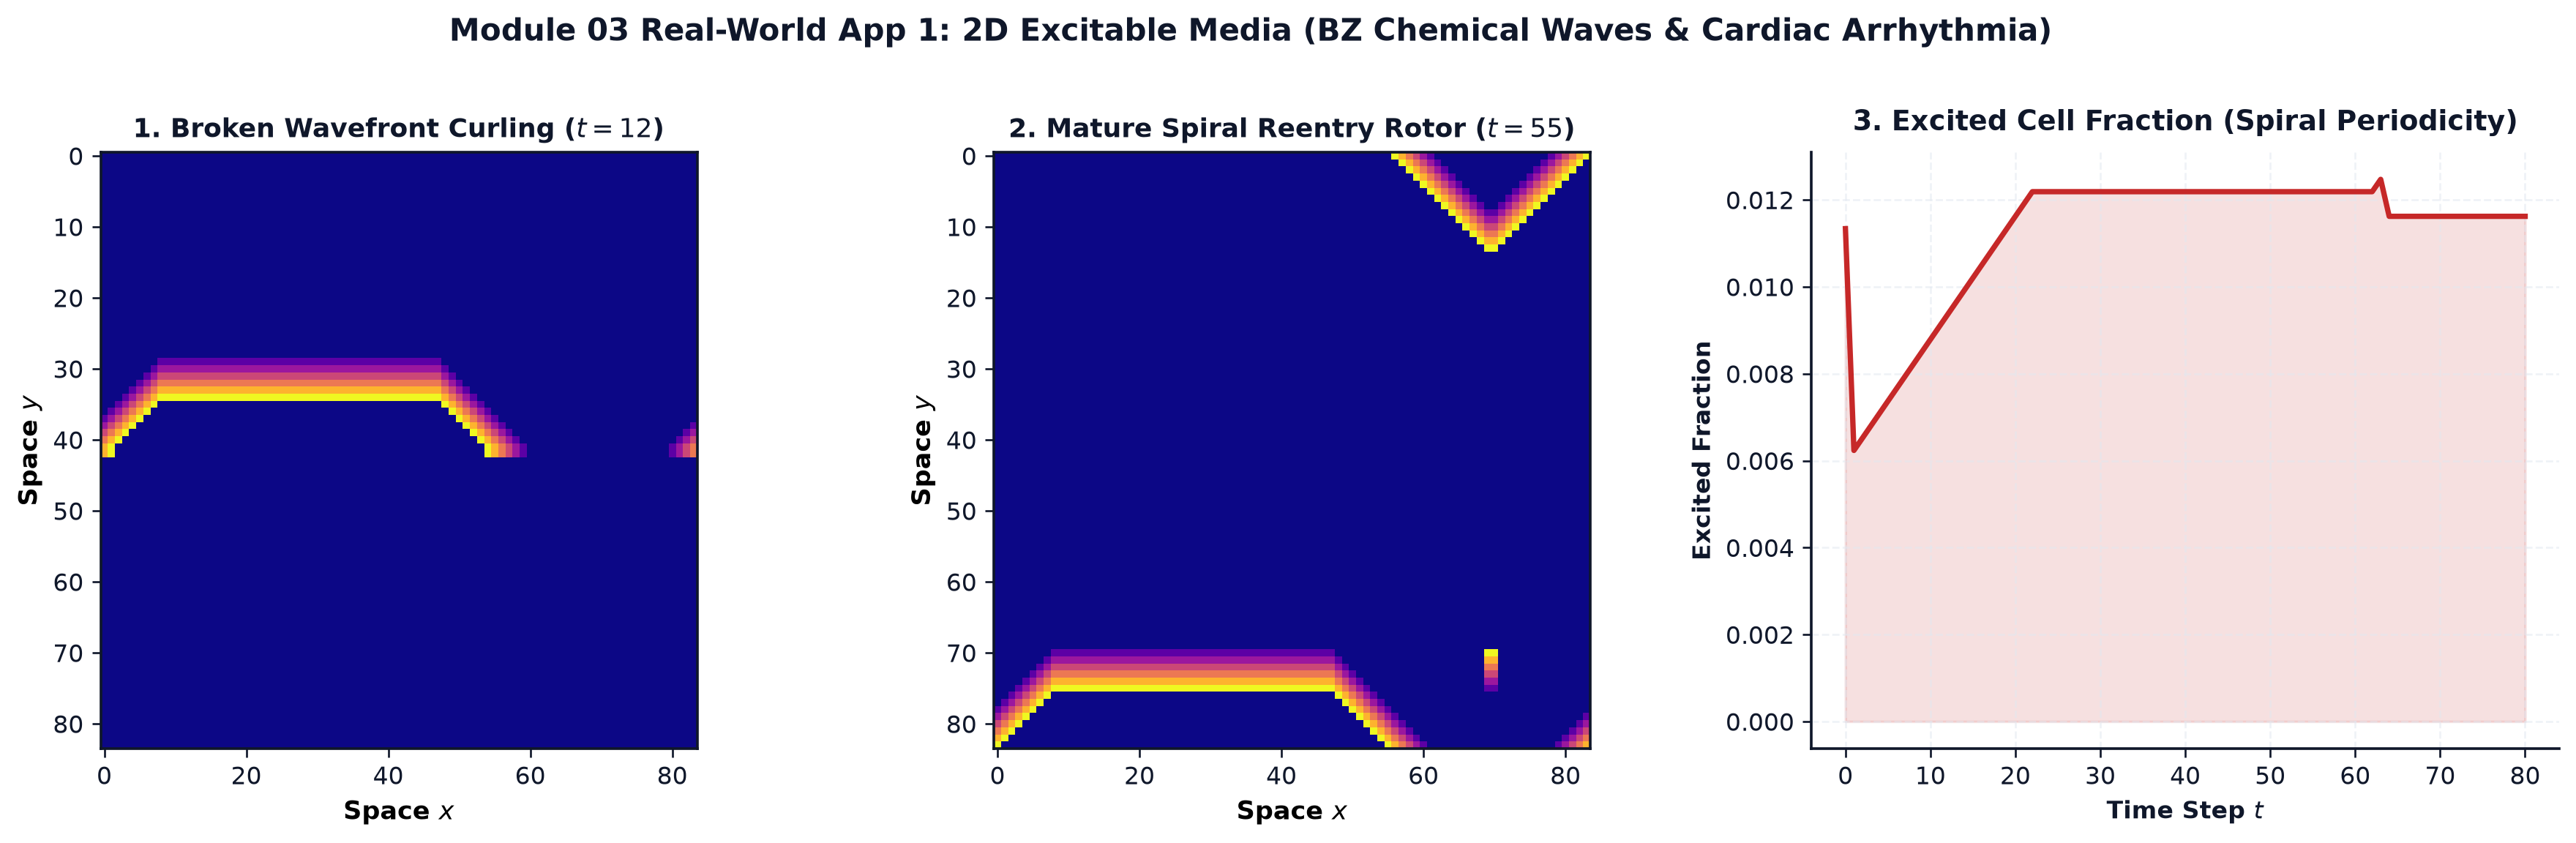 Module 03 Real-World App 1: 2D Excitable Media (BZ Chemical Waves & Cardiac Arrhythmia)
1. Broken Wavefront Curling (t = 12)
0
10
20
30
40
50
60
70
80
Space y
0 20 40 60 80
Space x
2. Mature Spiral Reentry Rotor (t = 55)
0
10
20
30
40
50
60
70
80
Space y
0 20 40 60 80
Space x
3. Excited Cell Fraction (Spiral Periodicity)
0.012
0.010
0.008
0.006
0.004
0.002
0.000
Excited Fraction
0 10 20 30 40 50 60 70 80
Time Step t